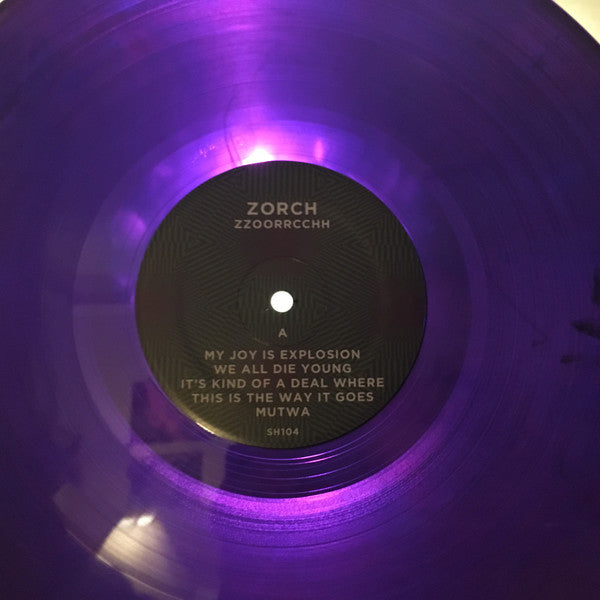 ZORCH
ZZOORRCCHH
A
MY JOY IS EXPLOSION
WE ALL DIE YOUNG
IT'S KIND OF A DEAL WHERE
THIS IS THE WAY IT GOES
MUTWA
SH104